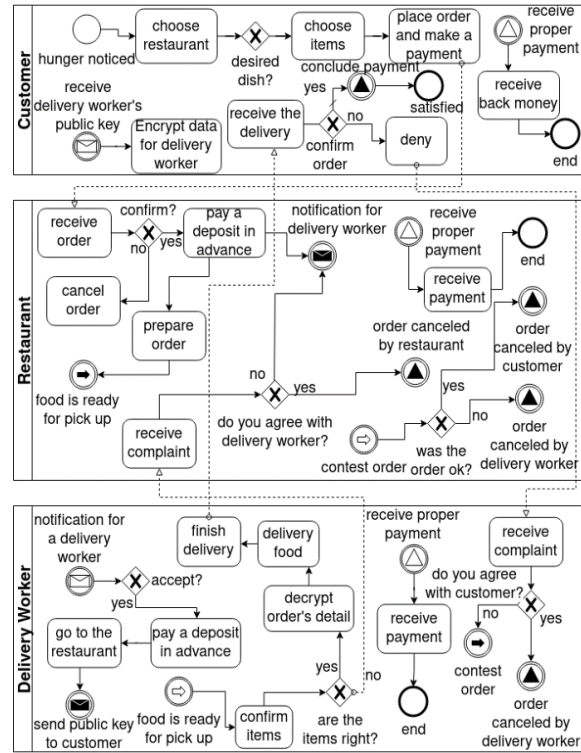 Customer
hunger noticed
choose
restaurant
desired
dish?
choose
items
place order
and make a
payment
receive
proper
payment
receive
back money
end
receive
delivery worker's
public key
Encrypt data
for delivery
worker
receive the
delivery
yes
conclude payment
confirm
order
no
satisfied
deny
Restaurant
receive
order
confirm?
no
yes
pay a
deposit in
advance
cancel
order
prepare
order
food is ready
for pick up
notification for
delivery worker
receive
proper
payment
receive
payment
end
receive
complaint
no
yes
do you agree with
delivery worker?
order canceled
by restaurant
contest order
was the
order ok?
yes
no
order
canceled by
customer
order
canceled by
delivery worker
Delivery Worker
notification for
a delivery
worker
accept?
yes
pay a deposit
in advance
go to the
restaurant
send public key
to customer
food is ready
for pick up
confirm
items
are the
items right?
yes
no
decrypt
order's detail
delivery
food
finish
delivery
receive proper
payment
receive
payment
end
receive
complaint
do you agree
with customer?
no
yes
contest
order
order
canceled by
delivery worker